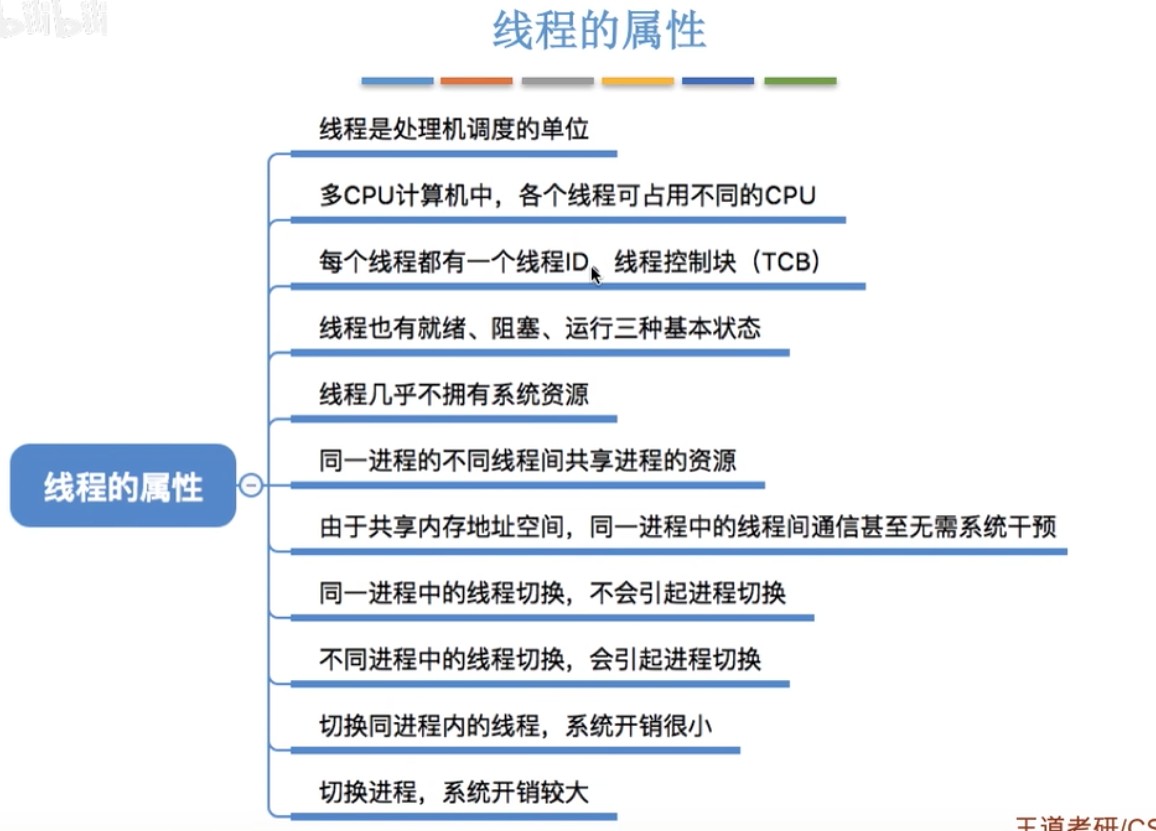 线程的属性
线程是处理机调度的单位
多CPU计算机中，各个线程可占用不同的CPU
每个线程都有一个线程ID、线程控制块（TCB）
线程也有就绪、阻塞、运行三种基本状态
线程几乎不拥有系统资源
同一进程的不同线程间共享进程的资源
线程的属性
由于共享内存地址空间，同一进程中的线程间通信甚至无需系统干预
同一进程中的线程切换，不会引起进程切换
不同进程中的线程切换，会引起进程切换
切换同进程内的线程，系统开销很小
切换进程，系统开销较大
王道考研/CS